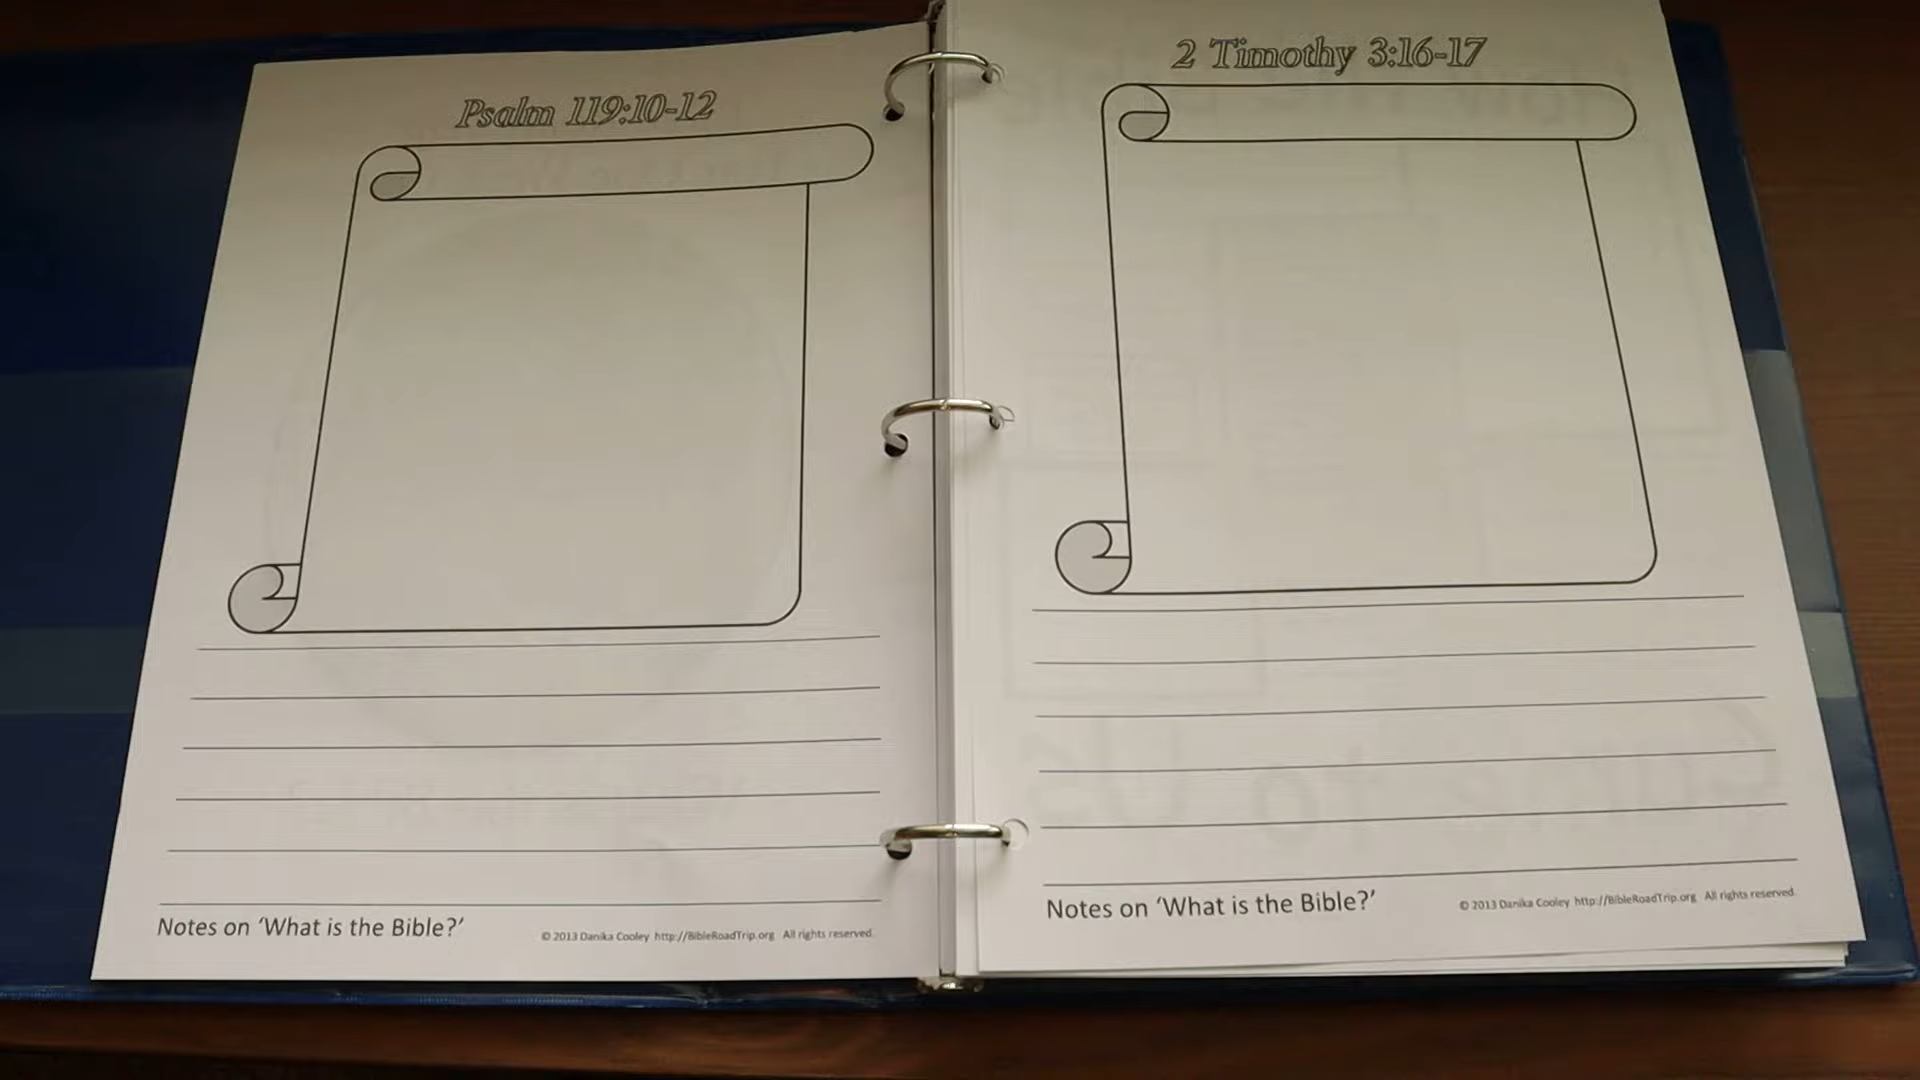 Psalm 119:10-12
Notes on ‘What is the Bible?’
© 2013 Danika Cooley http://BibleRoadTrip.org All rights reserved.
2 Timothy 3:16-17
Notes on ‘What is the Bible?’
© 2013 Danika Cooley http://BibleRoadTrip.org All rights reserved.